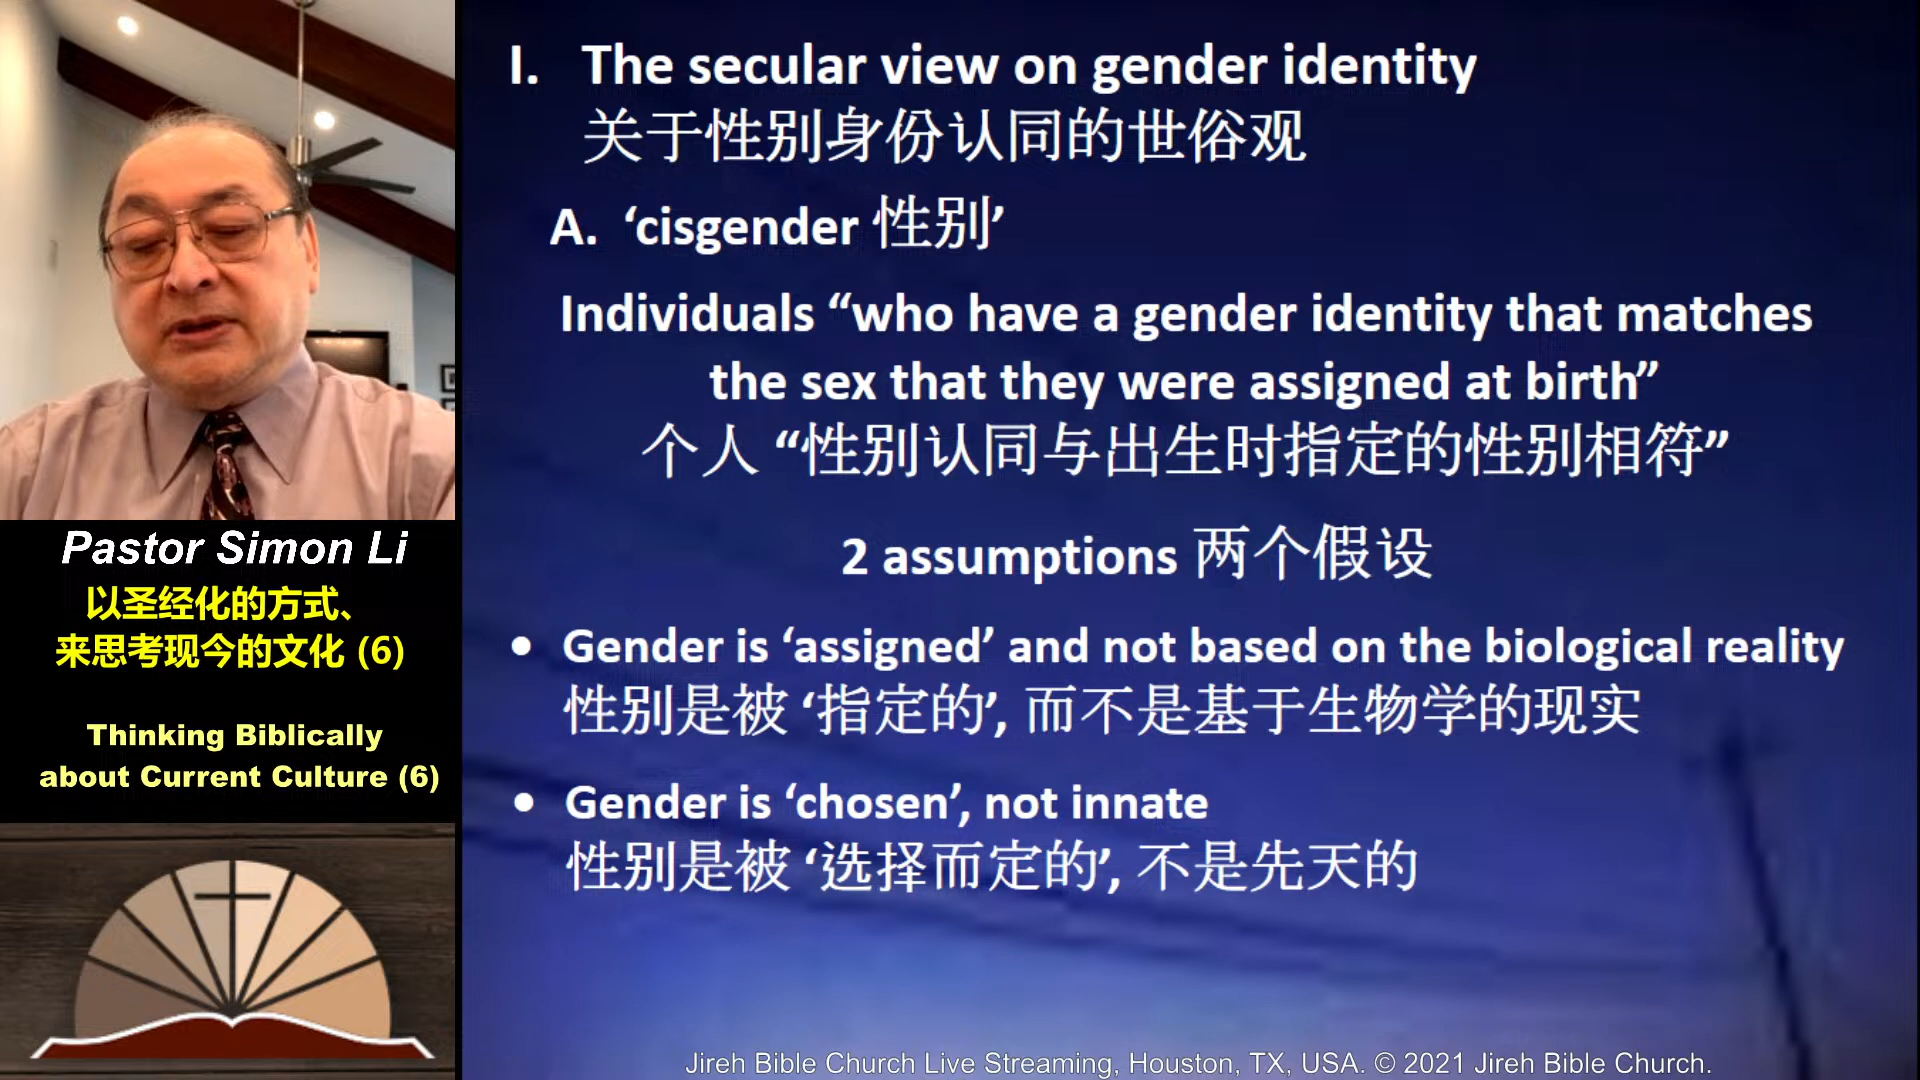 I. The secular view on gender identity
关于性别身份认同的世俗观
A. ‘cisgender 性别’
Individuals “who have a gender identity that matches
the sex that they were assigned at birth”
个人 “性别认同与出生时指定的性别相符”
2 assumptions 两个假设
• Gender is ‘assigned’ and not based on the biological reality
性别是被 ‘指定的’, 而不是基于生物学的现实
• Gender is ‘chosen’, not innate
性别是被 ‘选择而定的’, 不是先天的
Pastor Simon Li
以圣经化的方式、
来思考现今的文化 (6)
Thinking Biblically
about Current Culture (6)
Jireh Bible Church Live Streaming, Houston, TX, USA. © 2021 Jireh Bible Church.